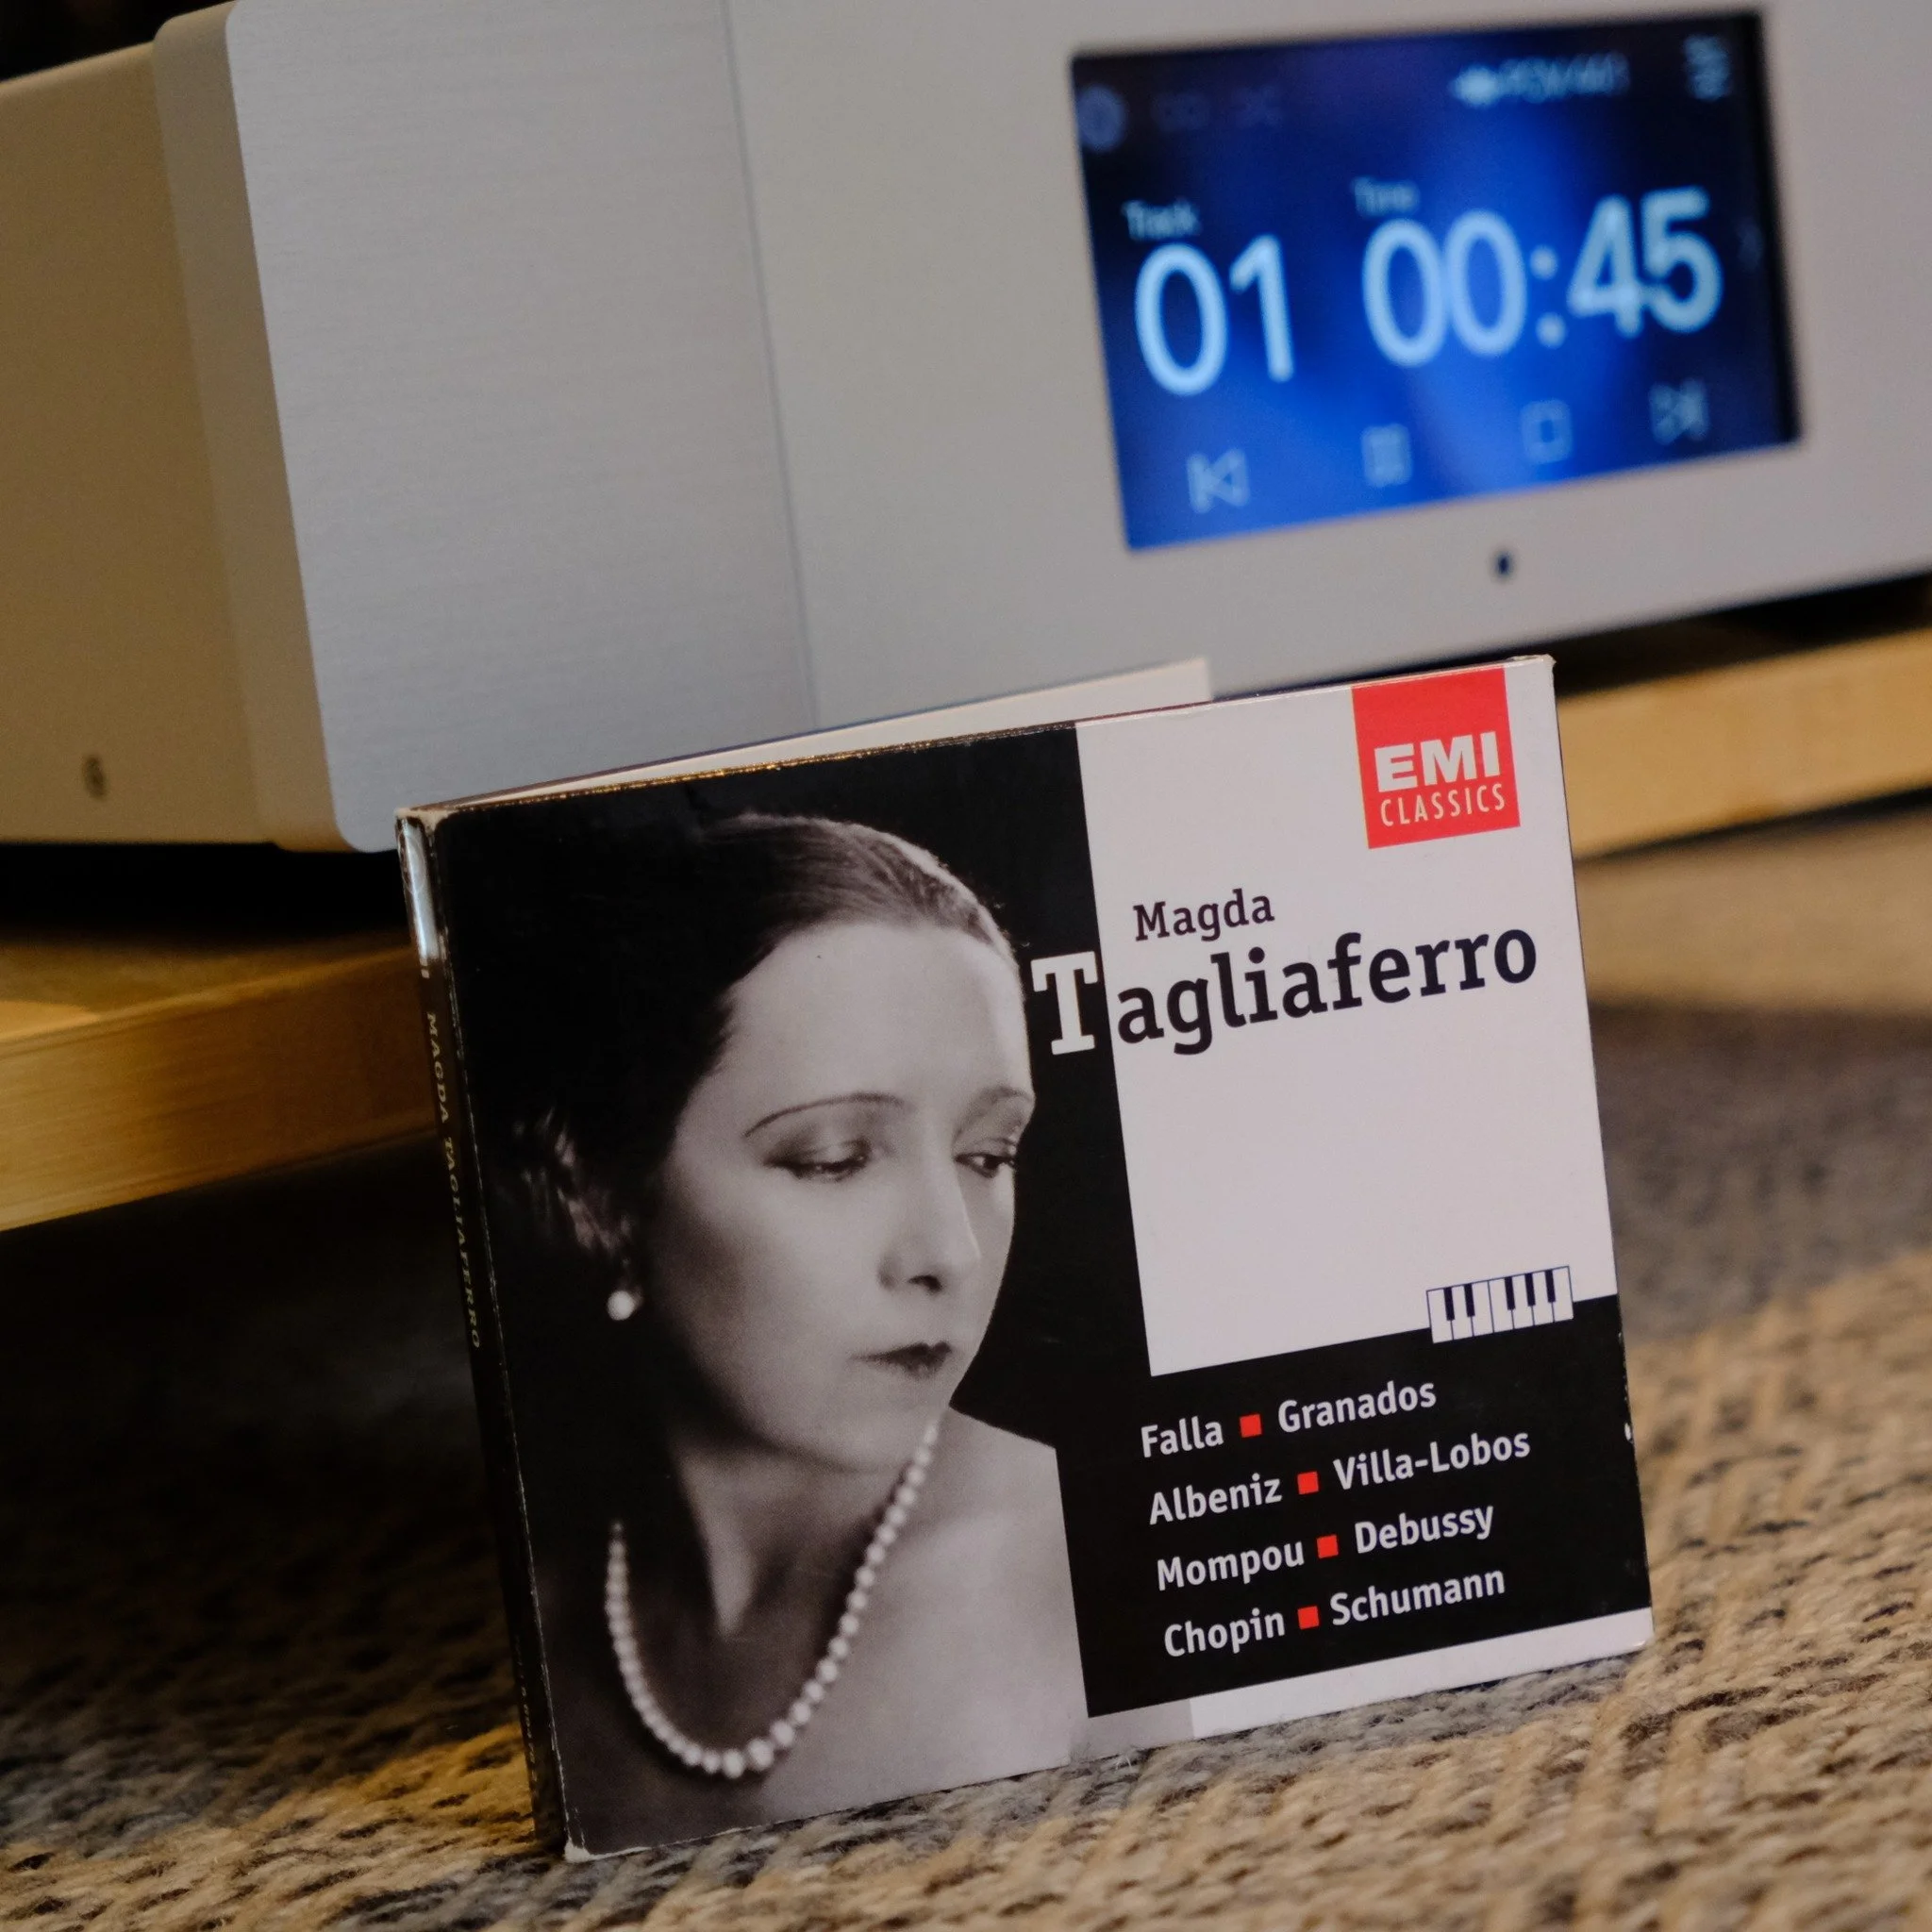 Track
Time
01 00:45
EMI
CLASSICS
Magda
Tagliaferro
MAGDA TAGLIAFERRO
Falla ■ Granados
Albeniz ■ Villa-Lobos
Mompou ■ Debussy
Chopin ■ Schumann